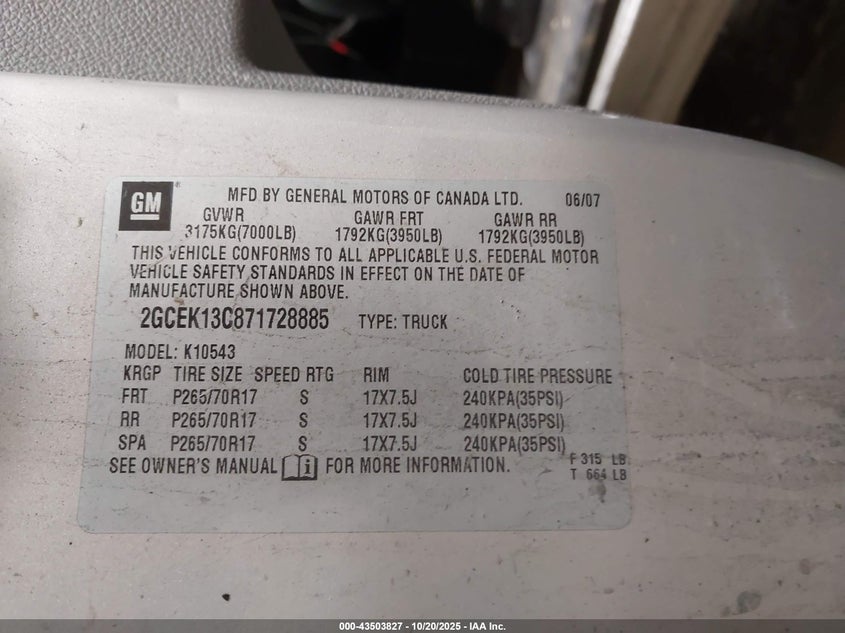 GM ® MFD BY GENERAL MOTORS OF CANADA LTD. 06/07
GVWR GAWR FRT GAWR RR
3175KG(7000LB) 1792KG(3950LB) 1792KG(3950LB)
THIS VEHICLE CONFORMS TO ALL APPLICABLE U.S. FEDERAL MOTOR
VEHICLE SAFETY STANDARDS IN EFFECT ON THE DATE OF
MANUFACTURE SHOWN ABOVE.
2GCEK13C871728885 TYPE: TRUCK
MODEL: K10543
KRGP TIRE SIZE SPEED RTG RIM COLD TIRE PRESSURE
FRT P265/70R17 S 17X7.5J 240KPA(35PSI)
RR P265/70R17 S 17X7.5J 240KPA(35PSI)
SPA P265/70R17 S 17X7.5J 240KPA(35PSI)
SEE OWNER'S MANUAL i FOR MORE INFORMATION. F 315 LB
T 664 LB
000-43503827 - 10/20/2025 - IAA Inc.